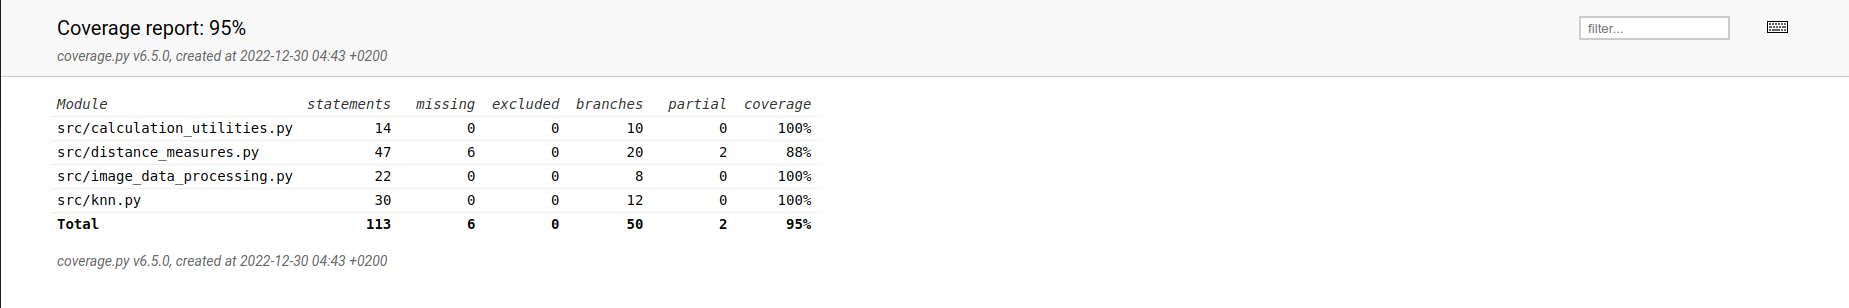 Coverage report: 95%
filter...
coverage.py v6.5.0, created at 2022-12-30 04:43 +0200
Module statements missing excluded branches partial coverage
src/calculation_utilities.py 14 0 0 10 0 100%
src/distance_measures.py 47 6 0 20 2 88%
src/image_data_processing.py 22 0 0 8 0 100%
src/knn.py 30 0 0 12 0 100%
Total 113 6 0 50 2 95%
coverage.py v6.5.0, created at 2022-12-30 04:43 +0200